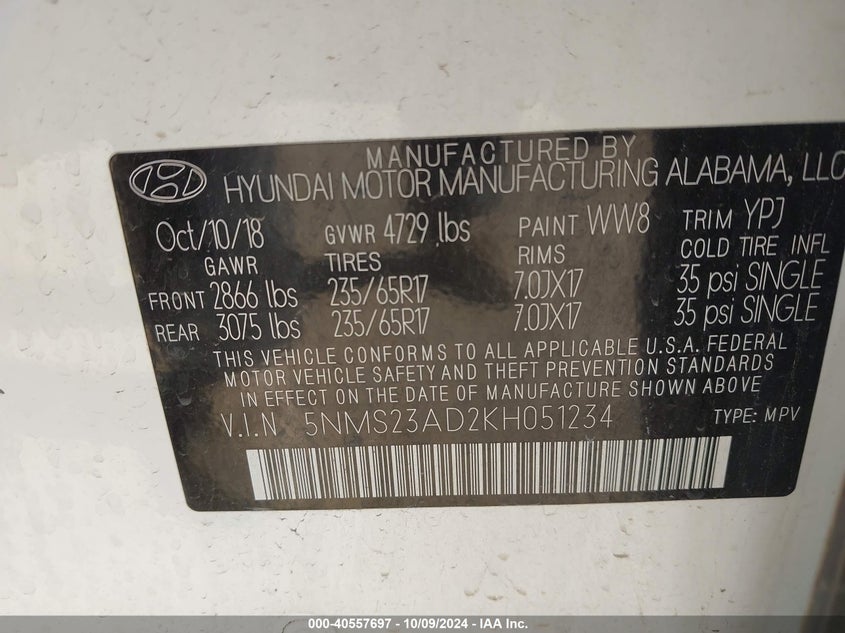 MANUFACTURED BY
HYUNDAI MOTOR MANUFACTURING ALABAMA, LLC
Oct/10/18 GVWR 4729 lbs PAINT WW8 TRIM YPJ
GAWR TIRES RIMS COLD TIRE INFL
FRONT 2866 lbs 235/65R17 7.0JX17 35 psi SINGLE
REAR 3075 lbs 235/65R17 7.0JX17 35 psi SINGLE
THIS VEHICLE CONFORMS TO ALL APPLICABLE U.S.A. FEDERAL
MOTOR VEHICLE SAFETY AND THEFT PREVENTION STANDARDS
IN EFFECT ON THE DATE OF MANUFACTURE SHOWN ABOVE
V.I.N 5NMS23AD2KH051234 TYPE: MPV
000-40557697 - 10/09/2024 - IAA Inc.